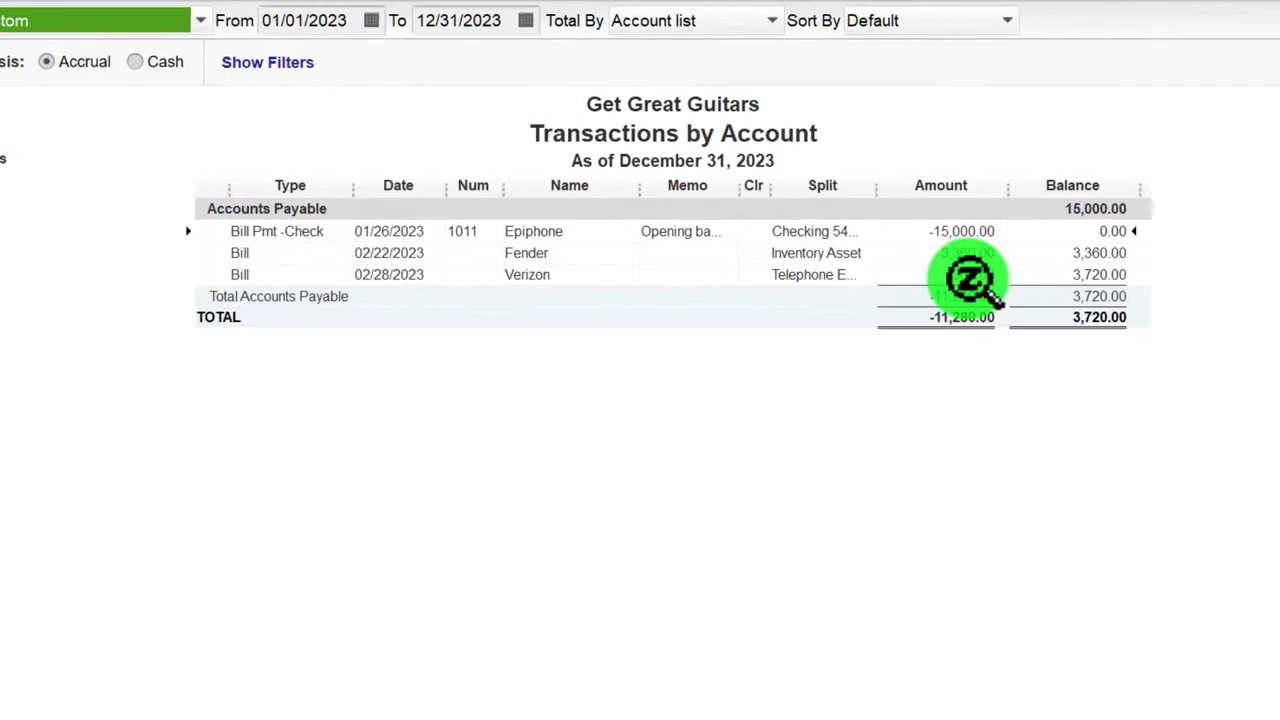 tom From 01/01/2023 To 12/31/2023 Total By Account list Sort By Default
sis: Accrual Cash Show Filters
Get Great Guitars
Transactions by Account
As of December 31, 2023
s
Type Date Num Name Memo Clr Split Amount Balance
Accounts Payable 15,000.00
Bill Pmt -Check 01/26/2023 1011 Epiphone Opening ba... Checking 54... -15,000.00 0.00
Bill 02/22/2023 Fender Inventory Asset 3,360.00 3,360.00
Bill 02/28/2023 Verizon Telephone E... 3,720.00
Total Accounts Payable 3,720.00
TOTAL -11,280.00 3,720.00